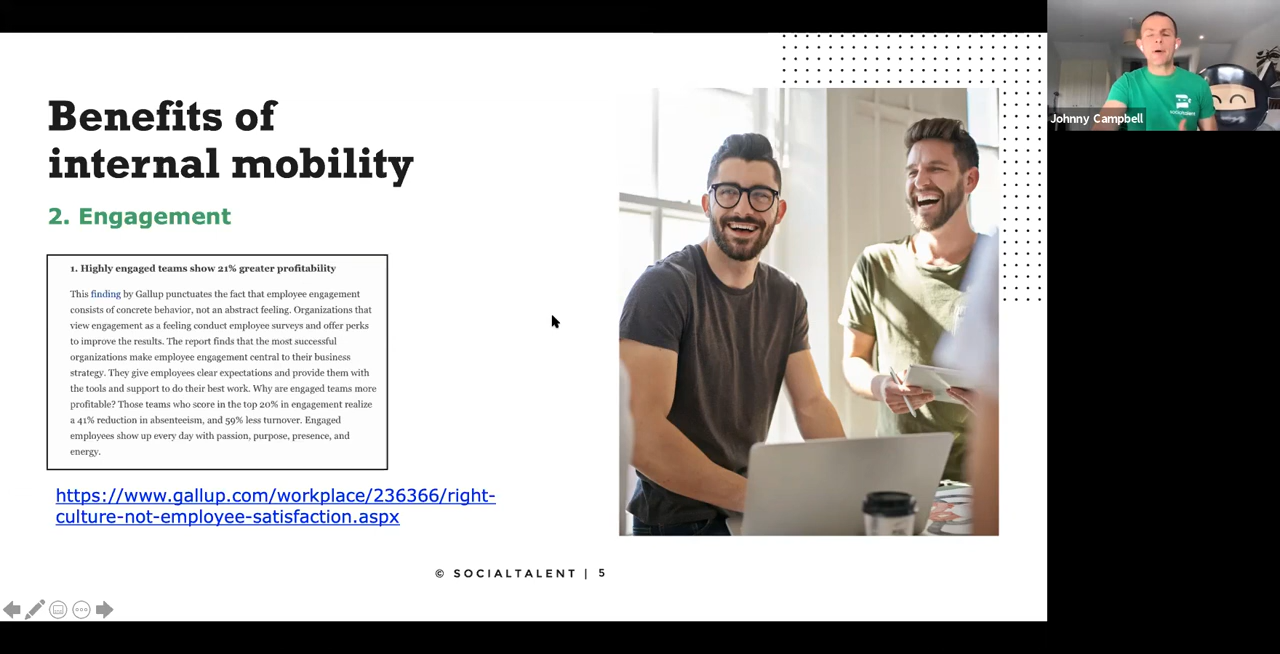 Benefits of
internal mobility
2. Engagement
1. Highly engaged teams show 21% greater profitability
This finding by Gallup punctuates the fact that employee engagement
consists of concrete behavior, not an abstract feeling. Organizations that
view engagement as a feeling conduct employee surveys and offer perks
to improve the results. The report finds that the most successful
organizations make employee engagement central to their business
strategy. They give employees clear expectations and provide them with
the tools and support to do their best work. Why are engaged teams more
profitable? Those teams who score in the top 20% in engagement realize
a 41% reduction in absenteeism, and 59% less turnover. Engaged
employees show up every day with passion, purpose, presence, and
energy.
https://www.gallup.com/workplace/236366/right-
culture-not-employee-satisfaction.aspx
© SOCIALTALENT | 5
Johnny Campbell
socialtalent